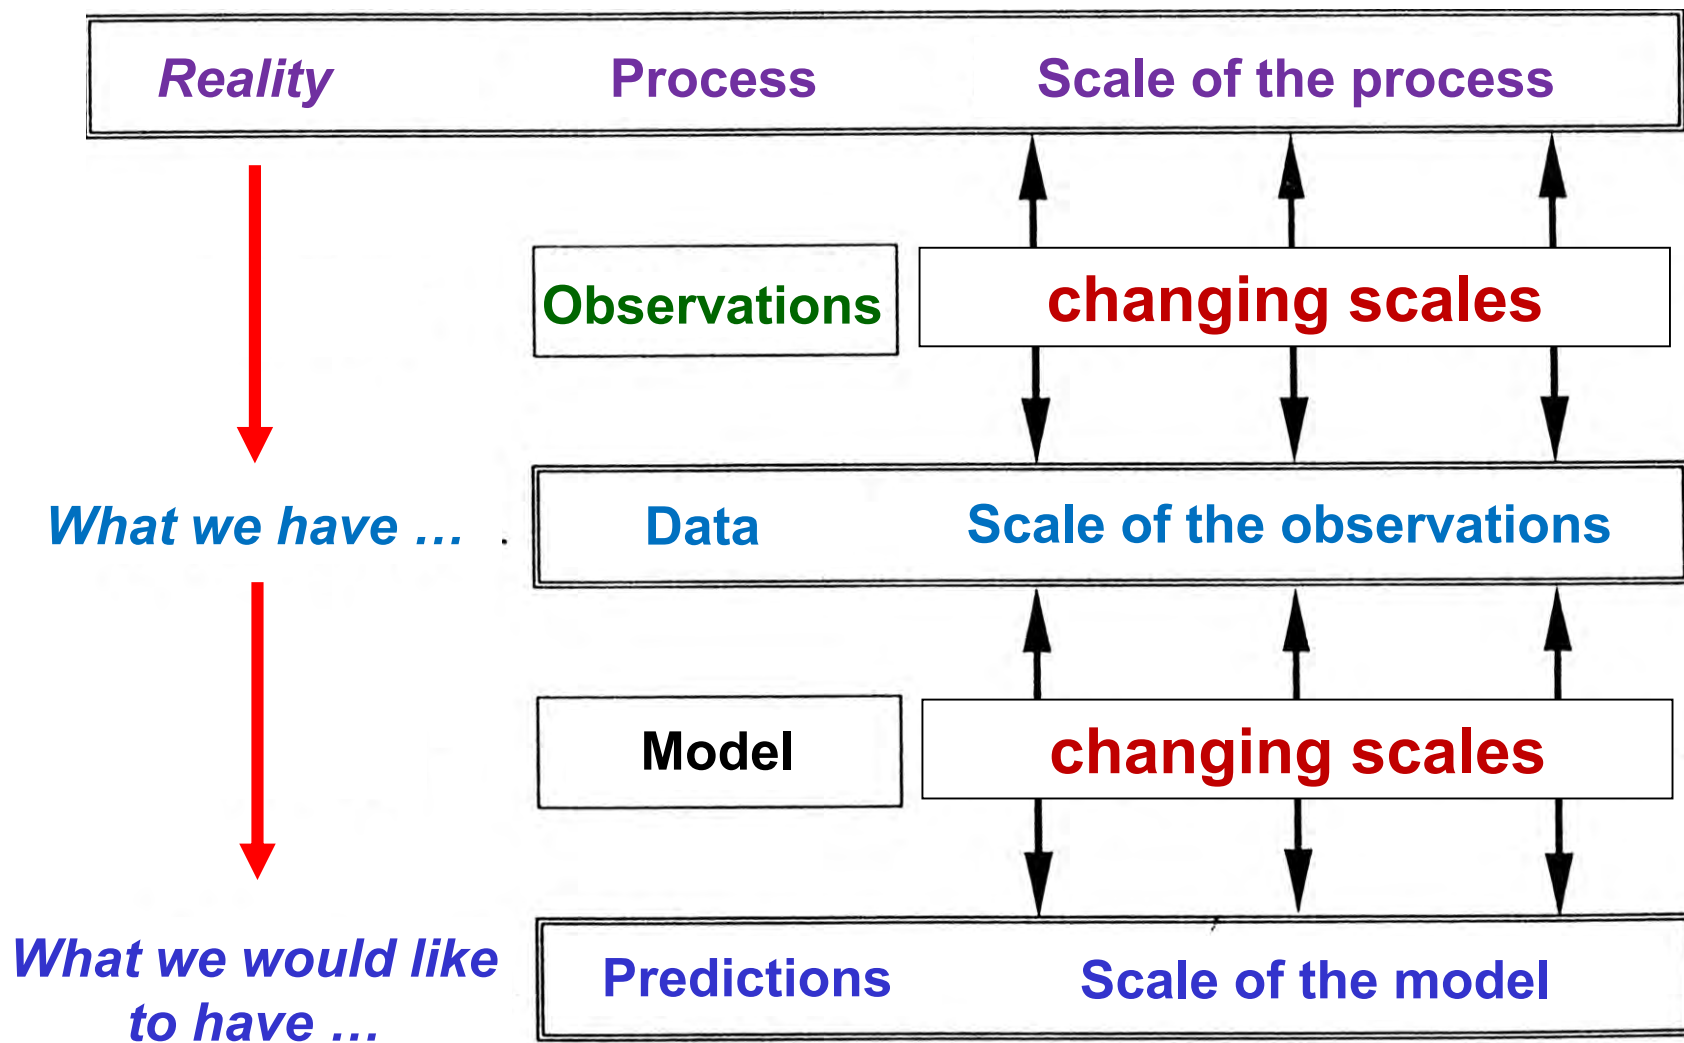 Reality Process Scale of the process
Observations changing scales
What we have … Data Scale of the observations
Model changing scales
What we would like
to have …
Predictions Scale of the model